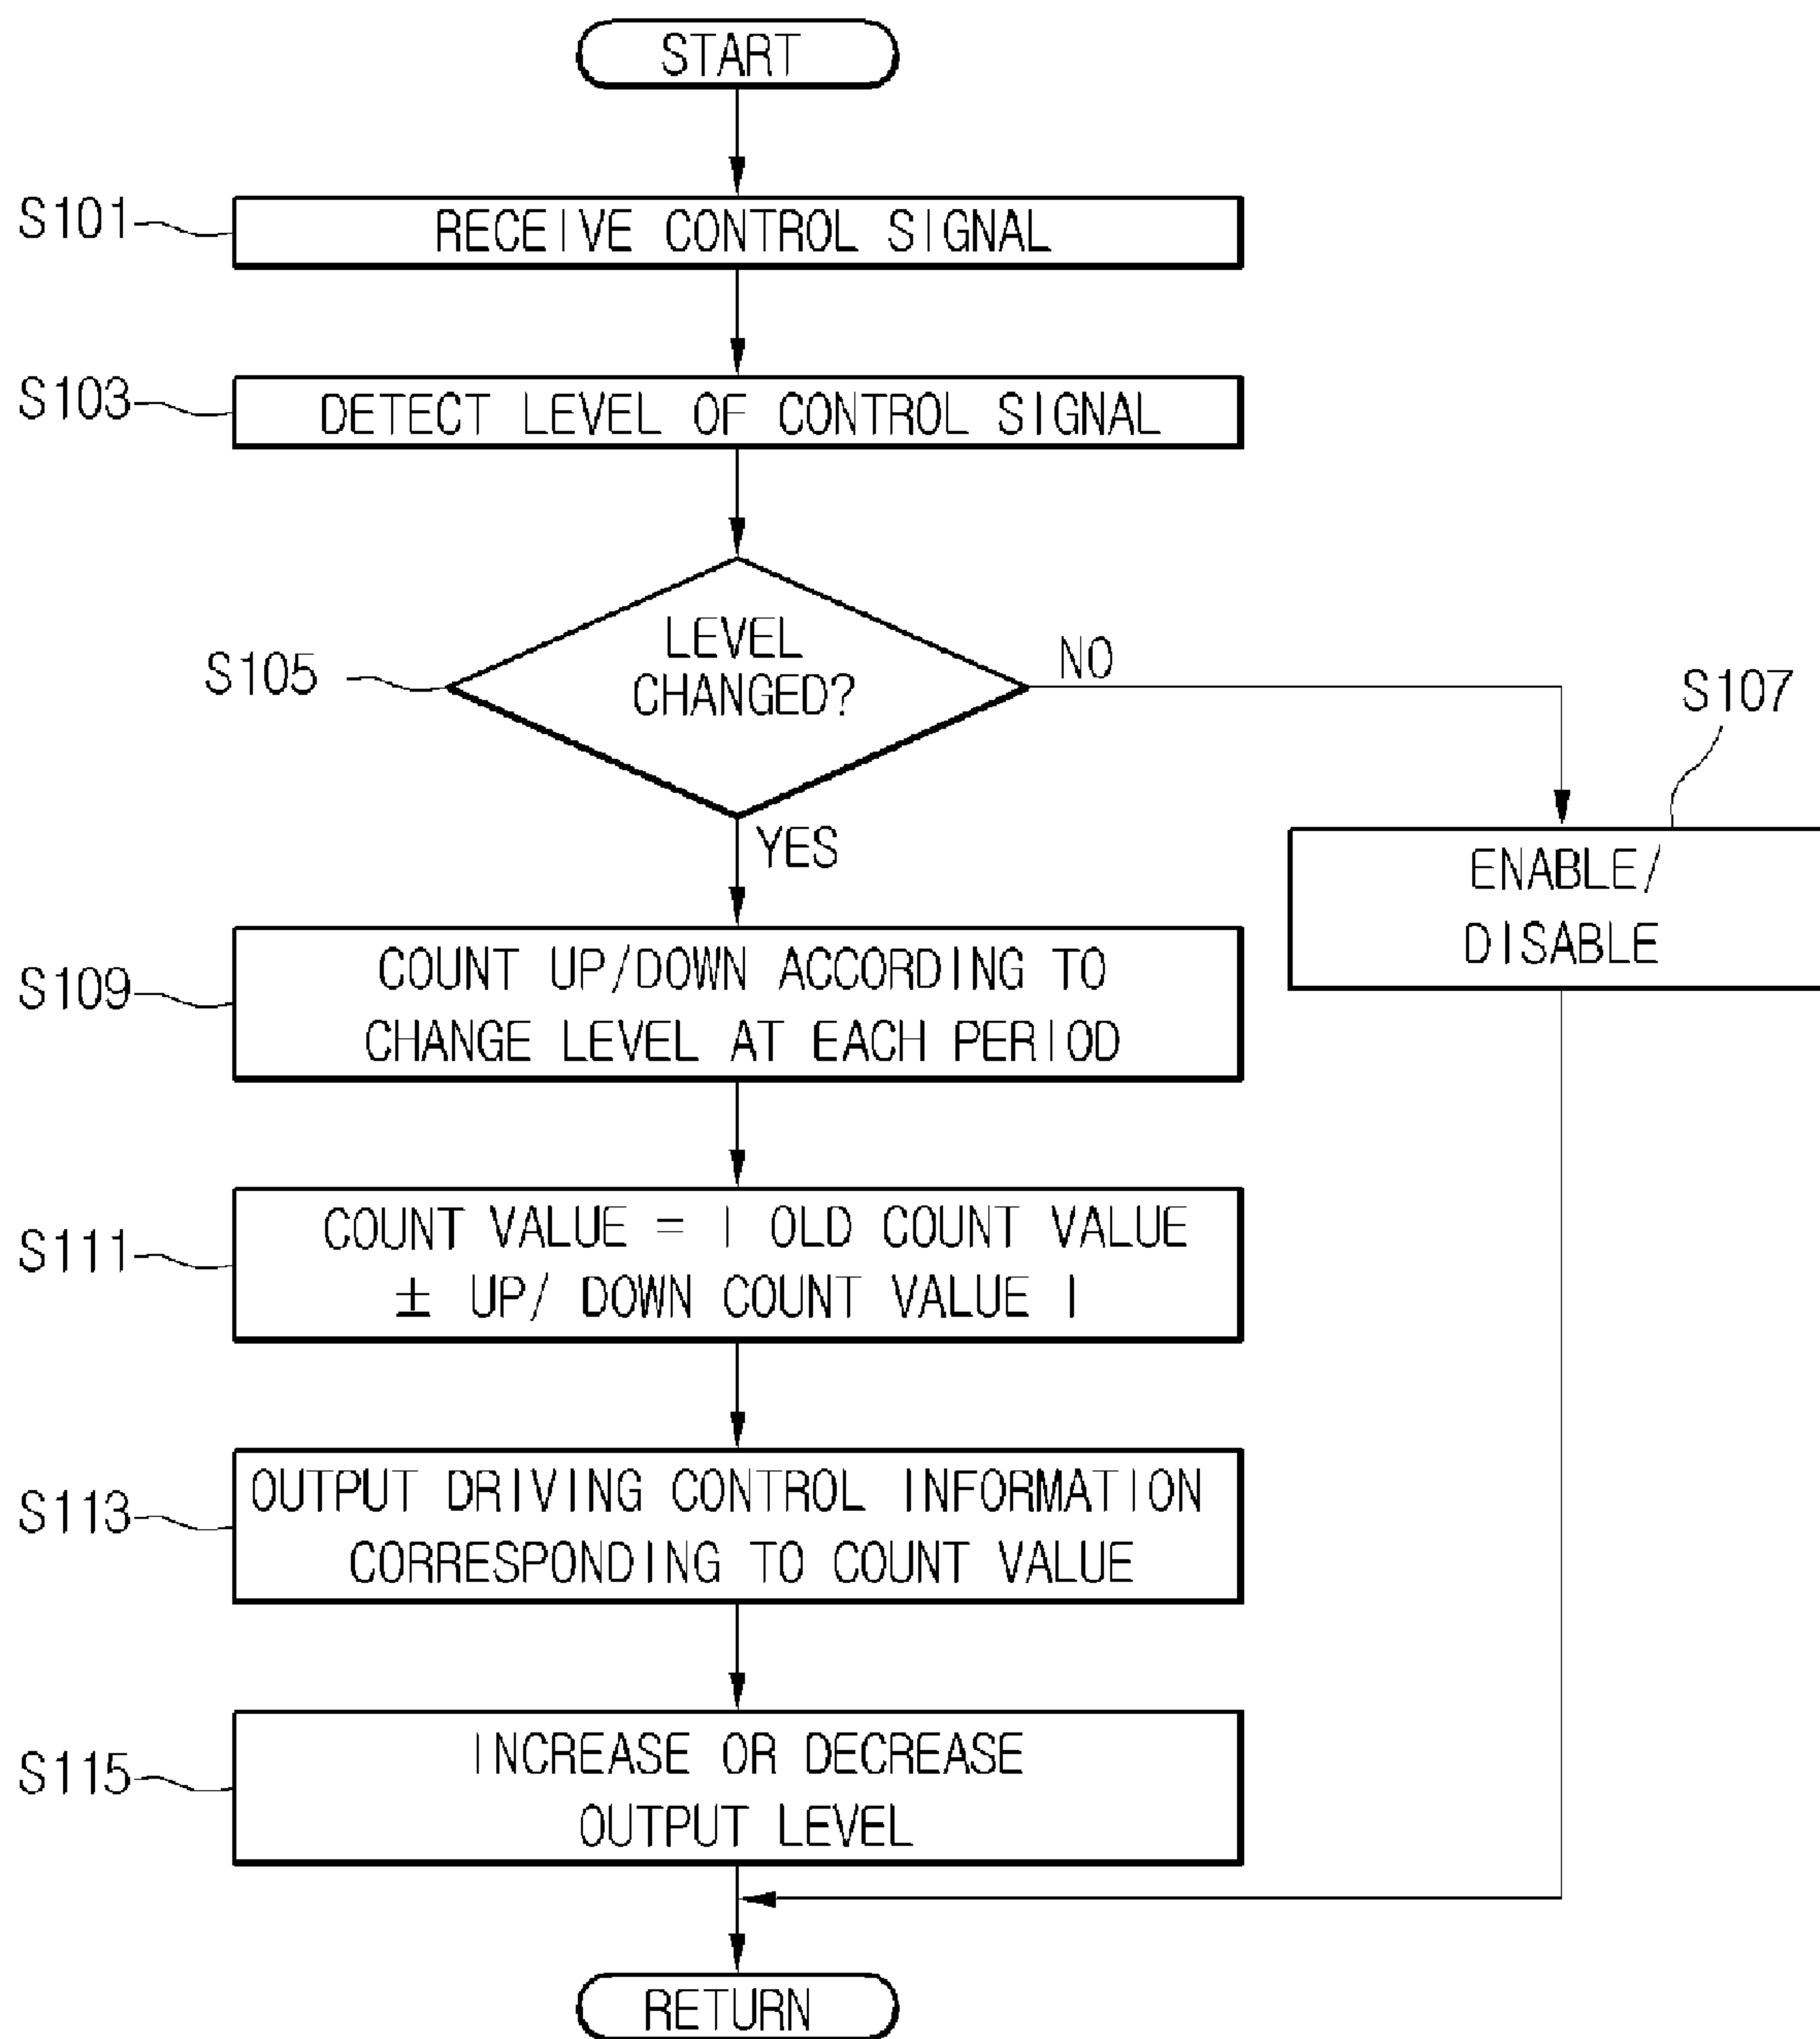 START
S101
RECEIVE CONTROL SIGNAL
S103
DETECT LEVEL OF CONTROL SIGNAL
S105
LEVEL
CHANGED?
NO
S107
YES
ENABLE/
DISABLE
S109
COUNT UP/DOWN ACCORDING TO
CHANGE LEVEL AT EACH PERIOD
S111
COUNT VALUE = | OLD COUNT VALUE
± UP/ DOWN COUNT VALUE |
S113
OUTPUT DRIVING CONTROL INFORMATION
CORRESPONDING TO COUNT VALUE
S115
INCREASE OR DECREASE
OUTPUT LEVEL
RETURN